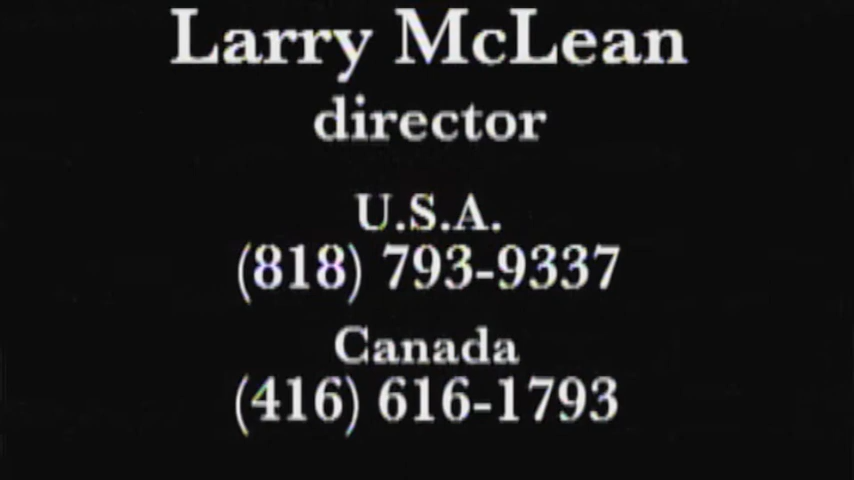 Larry McLean
director
U.S.A.
(818) 793-9337
Canada
(416) 616-1793